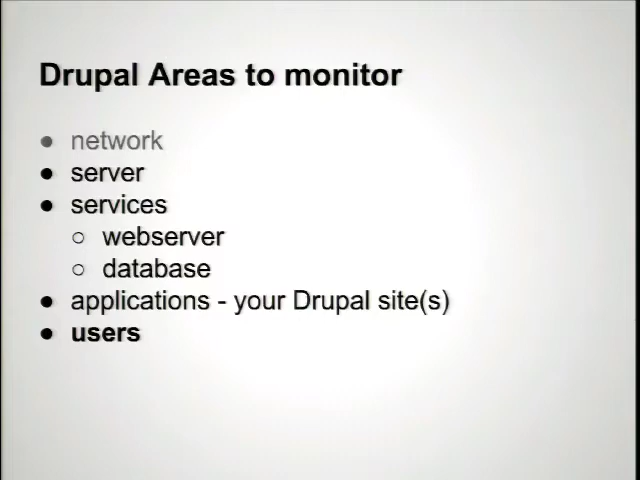 Drupal Areas to monitor
● network
● server
● services
○ webserver
○ database
● applications - your Drupal site(s)
● users